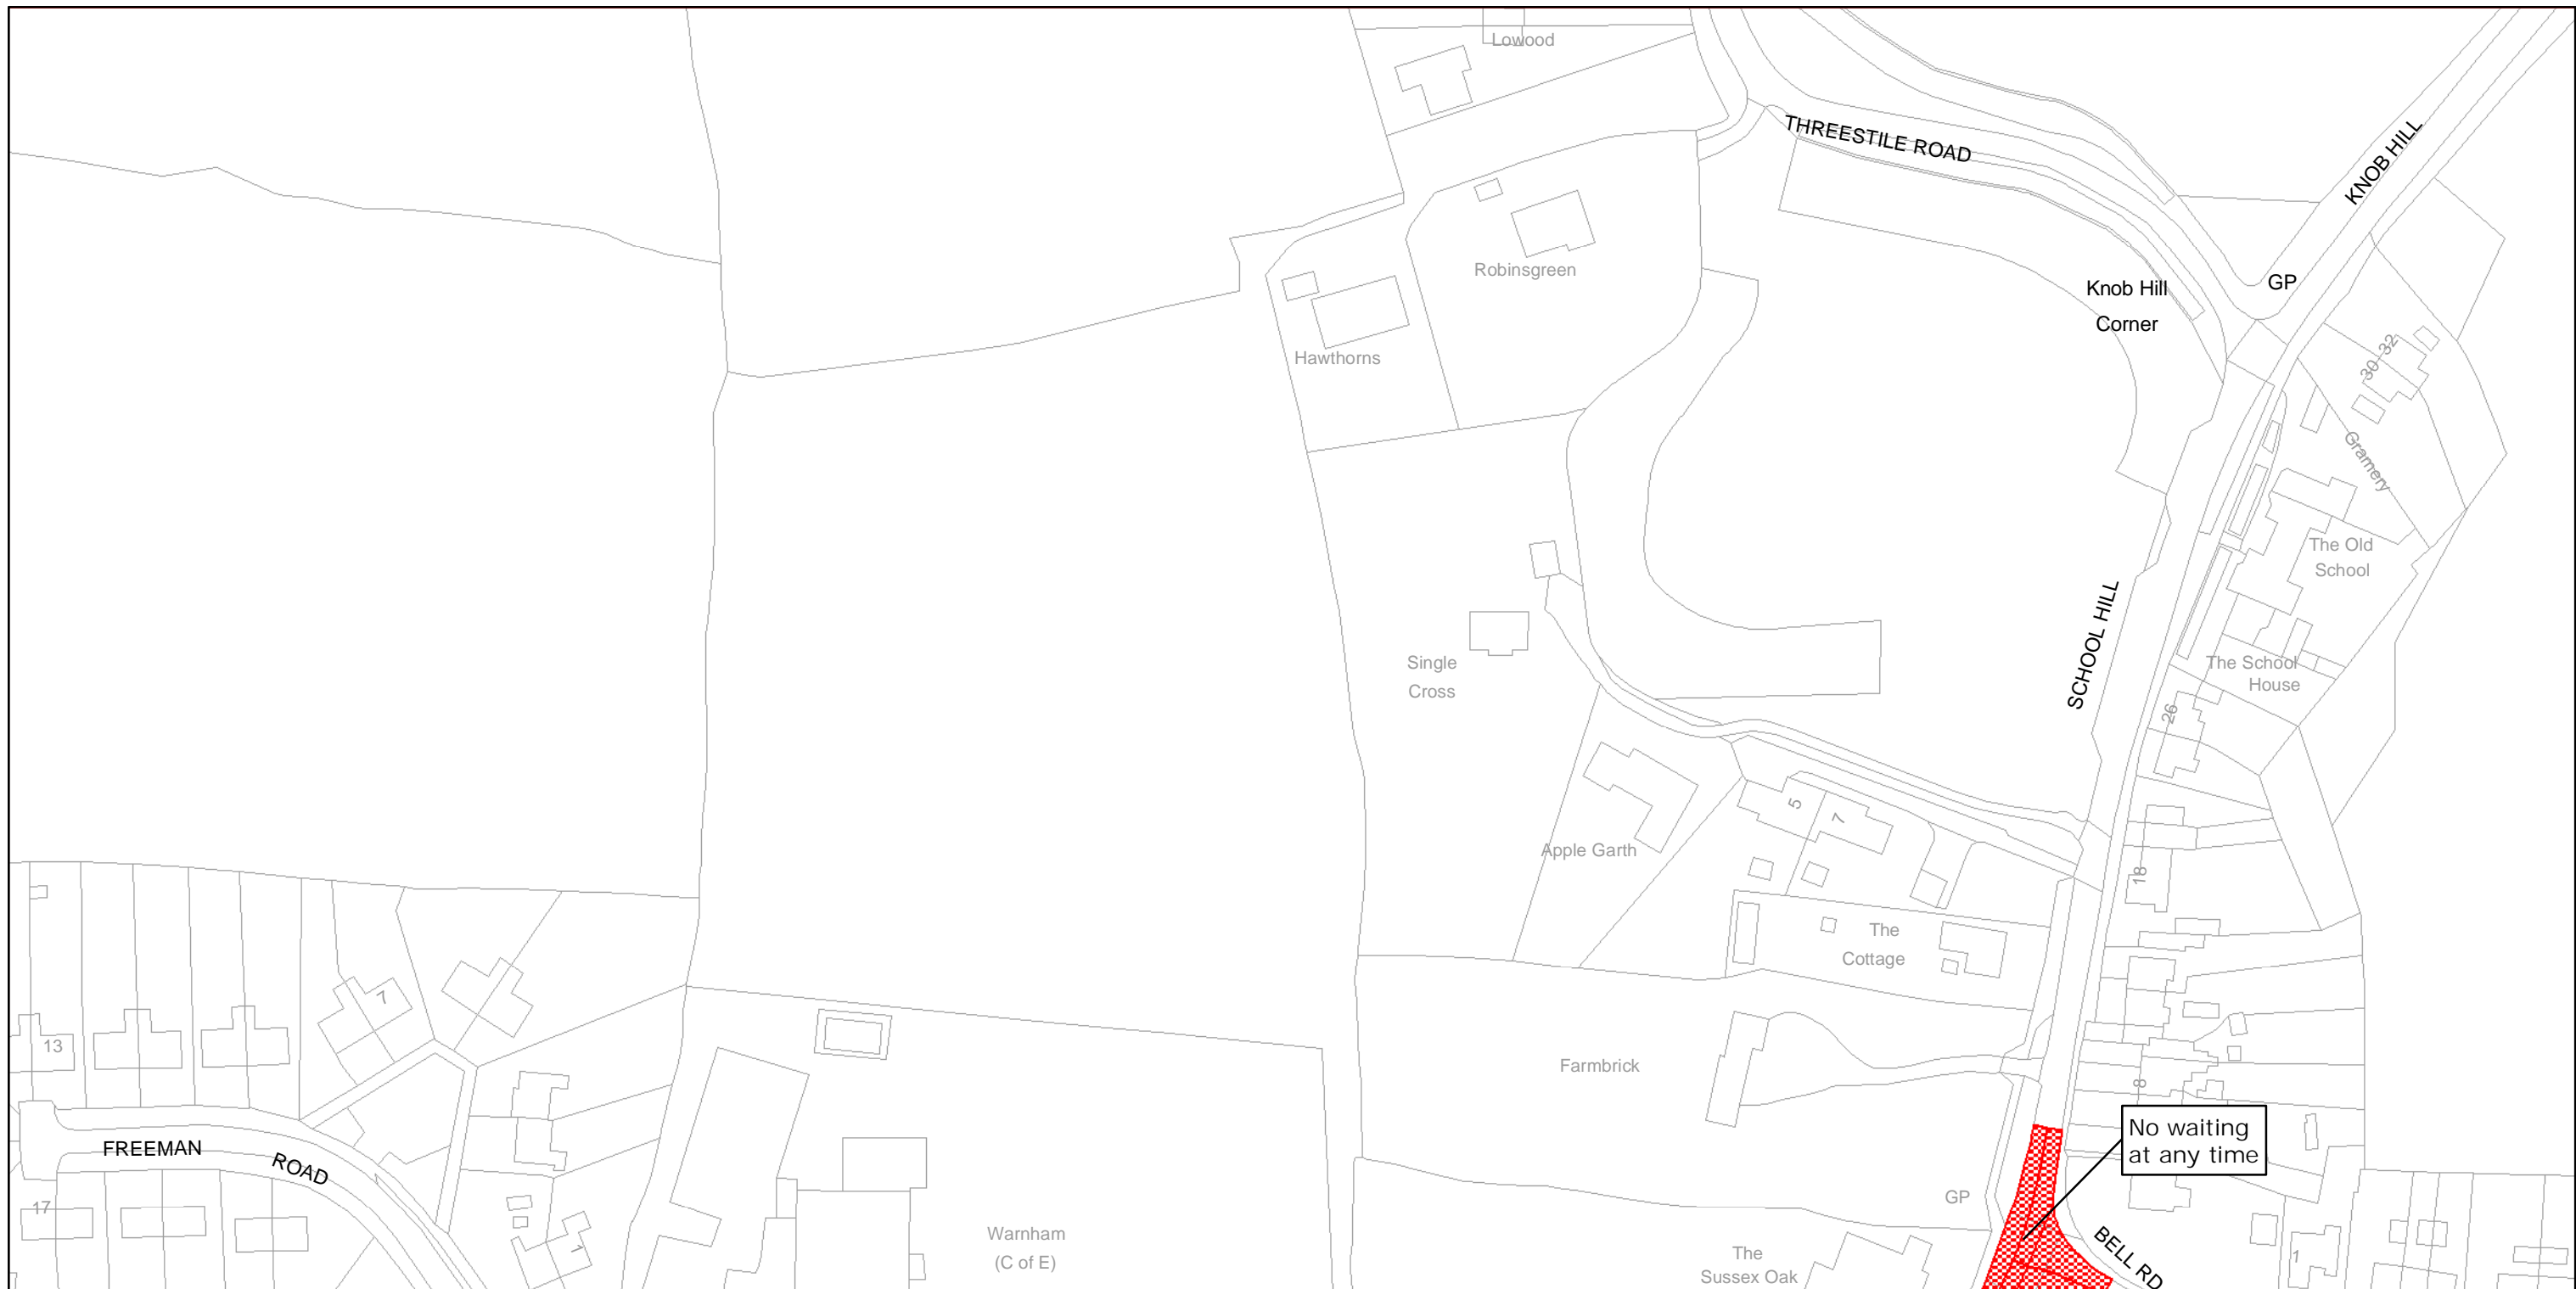 Lowood
THREESTILE ROAD
KNOB HILL
Robinsgreen
GP
Knob Hill
Corner
Hawthorns
30
32
Gramery
The Old
School
SCHOOL HILL
Single
Cross
The School
House
26
5
7
Apple Garth
18
The
Cottage
7
13
Farmbrick
8
No waiting
at any time
FREEMAN
ROAD
17
GP
Warnham
(C of E)
1
The
Sussex Oak
BELL RD
1